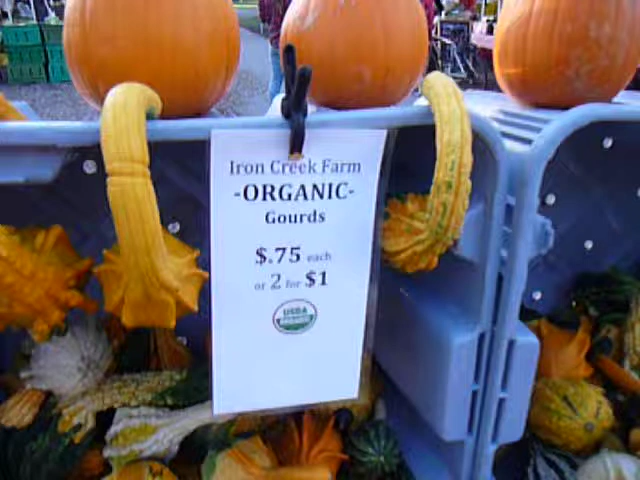 Iron Creek Farm
-ORGANIC-
Gourds
$.75 each
or 2 for $1
USDA
ORGANIC